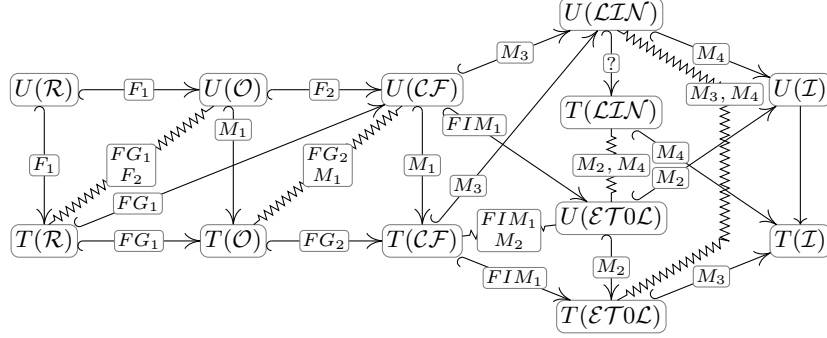 U(ℒℐ𝒩)
M₃
M₄
?
U(ℛ)
F₁
U(𝒪)
F₂
U(𝒞ℱ)
M₃, M₄
U(ℐ)
T(ℒℐ𝒩)
FIM₁
M₁
F₁
FG₁
F₂
FG₂
M₁
M₁
M₂, M₄
M₄
M₂
M₃
FG₁
U(ℰ𝒯0ℒ)
FIM₁
M₂
T(ℛ)
FG₁
T(𝒪)
FG₂
T(𝒞ℱ)
T(ℐ)
M₂
FIM₁
M₃
T(ℰ𝒯0ℒ)